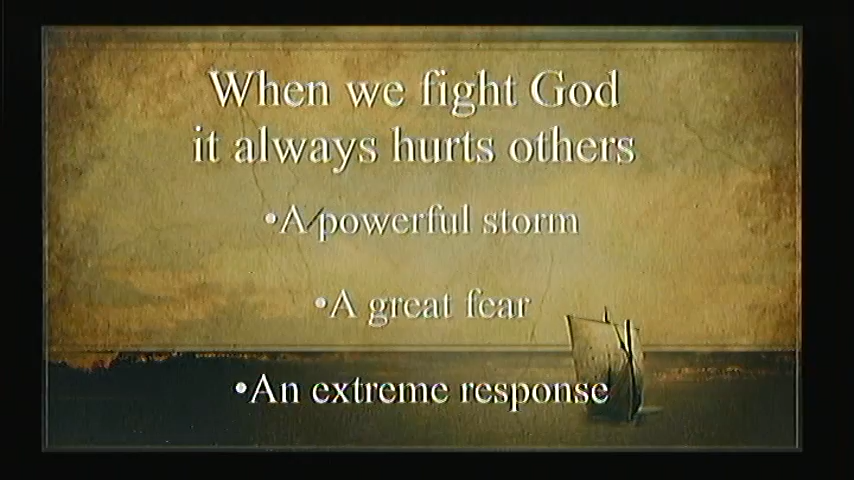 When we fight God
it always hurts others
•A powerful storm
•A great fear
•An extreme response